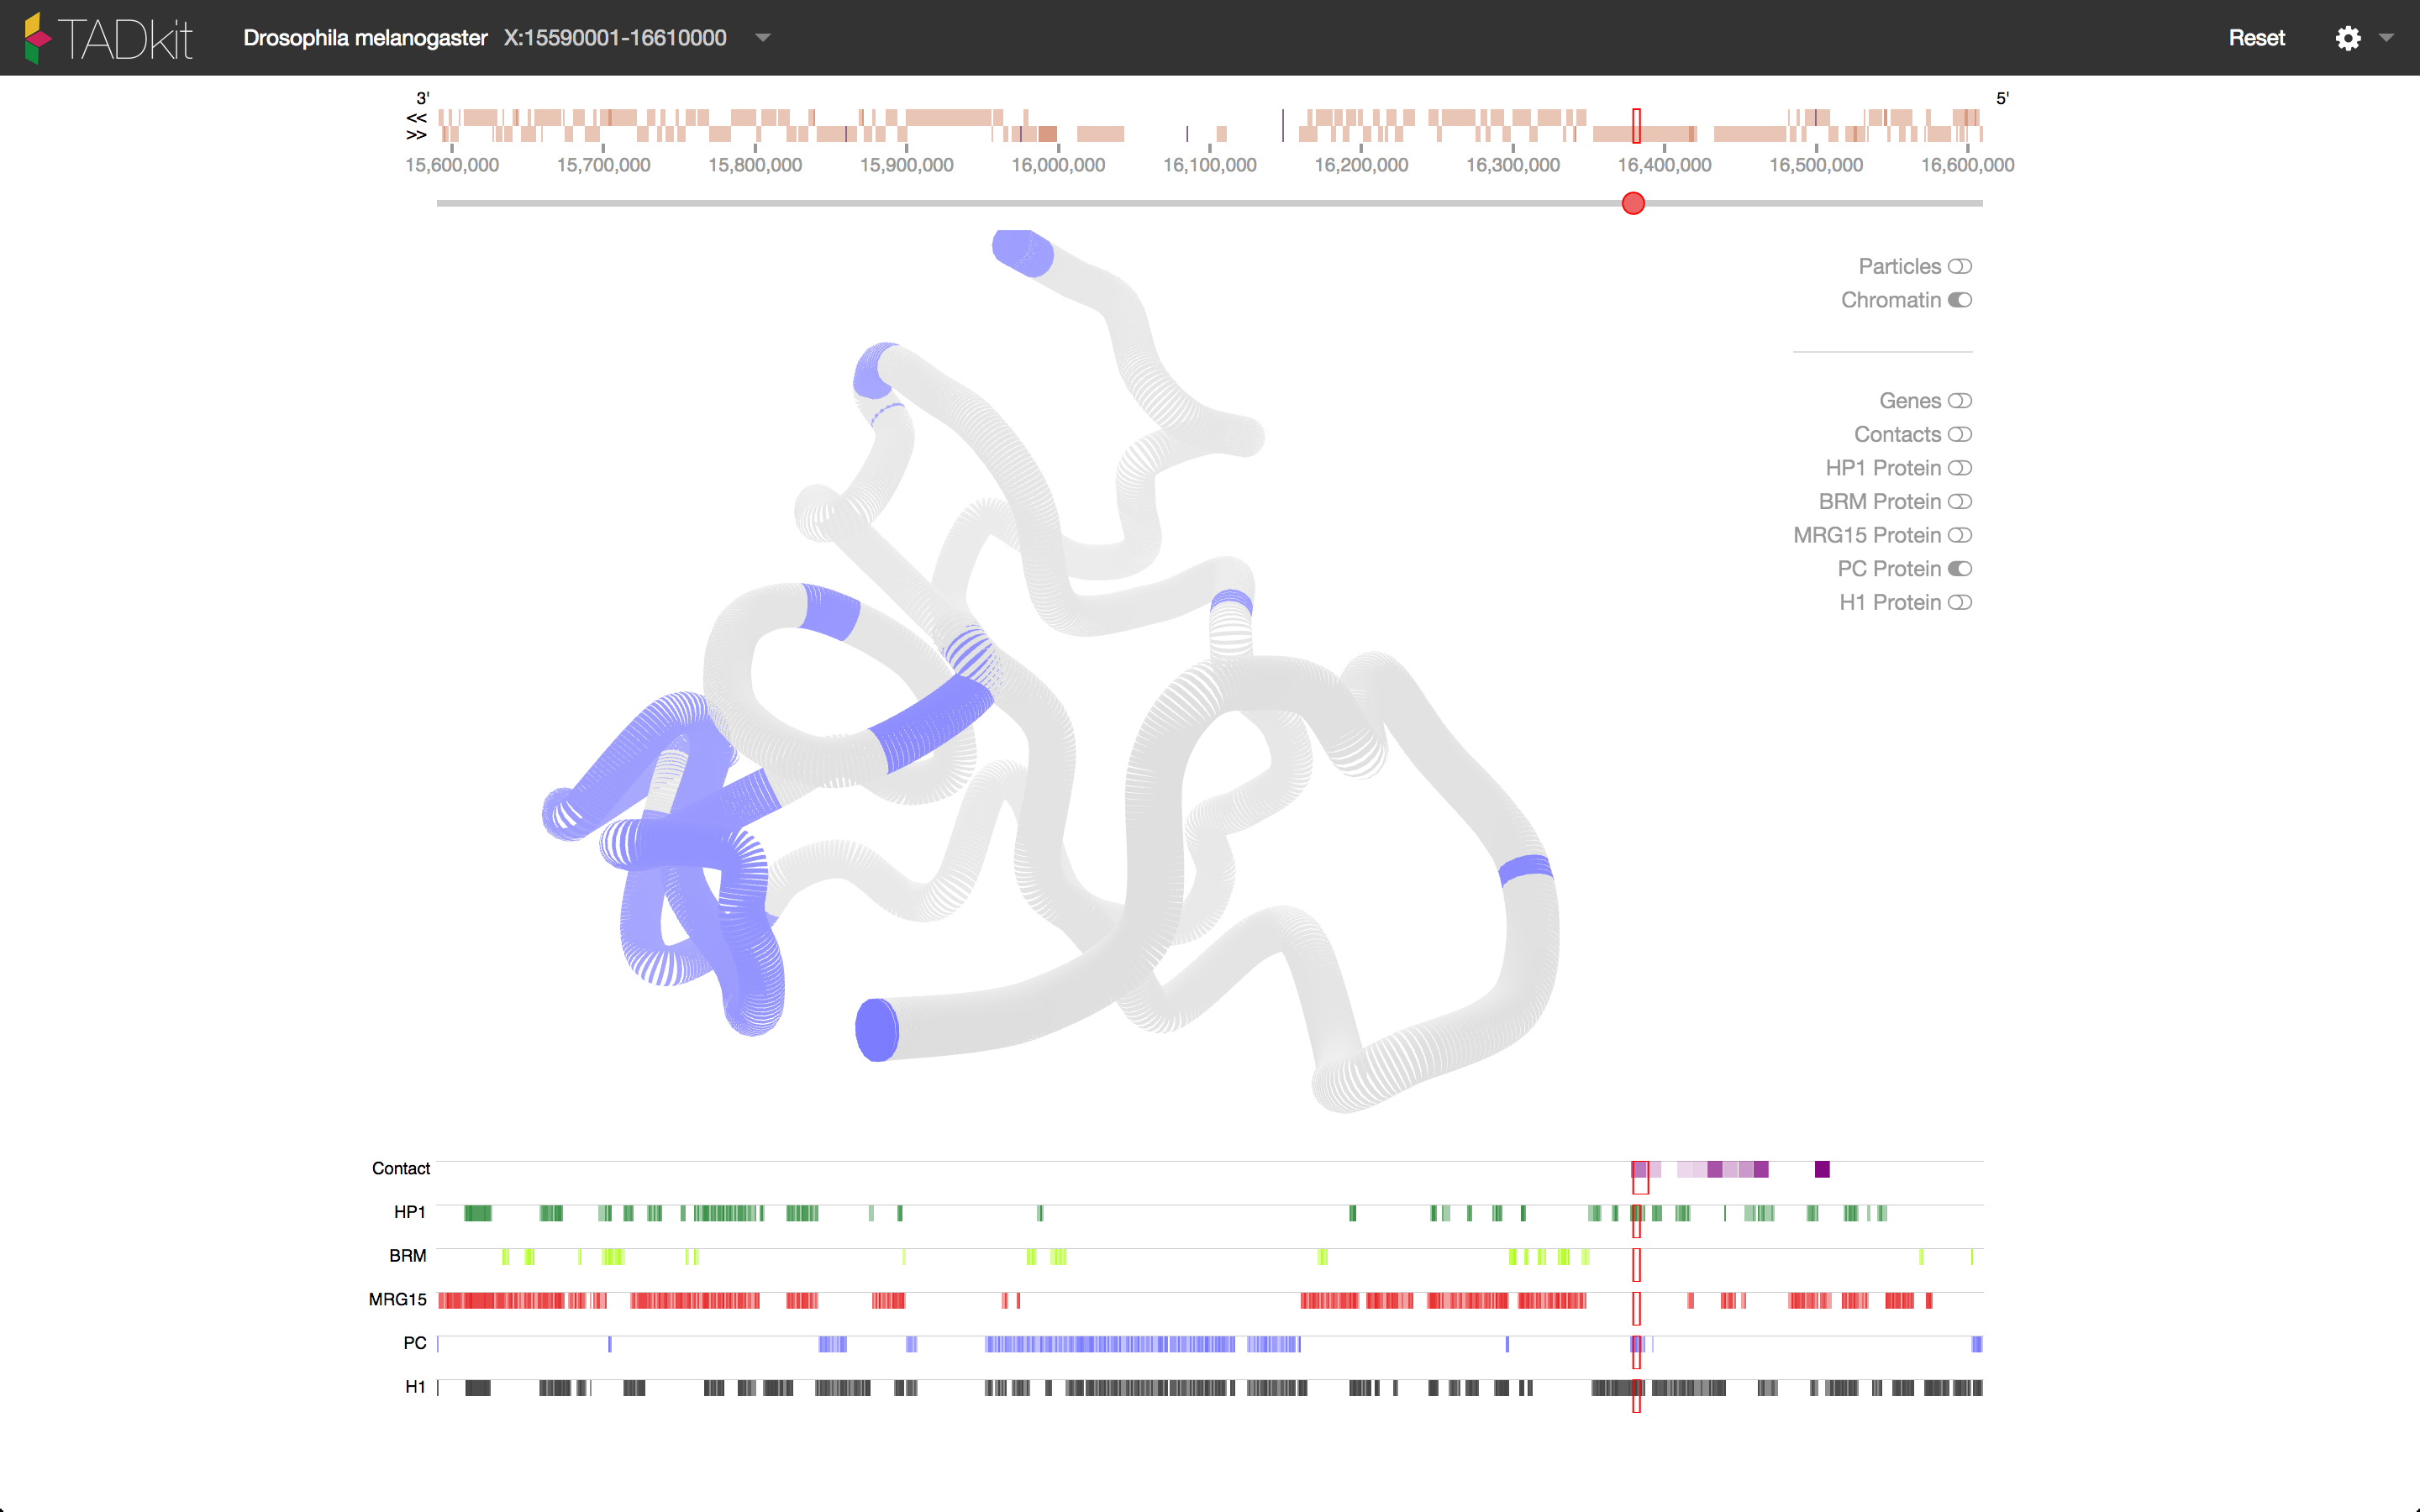 TADkit Drosophila melanogaster X:15590001-16610000 Reset
3' 5'
<<
>>
15,600,000 15,700,000 15,800,000 15,900,000 16,000,000 16,100,000 16,200,000 16,300,000 16,400,000 16,500,000 16,600,000
Particles
Chromatin
Genes
Contacts
HP1 Protein
BRM Protein
MRG15 Protein
PC Protein
H1 Protein
Contact
HP1
BRM
MRG15
PC
H1